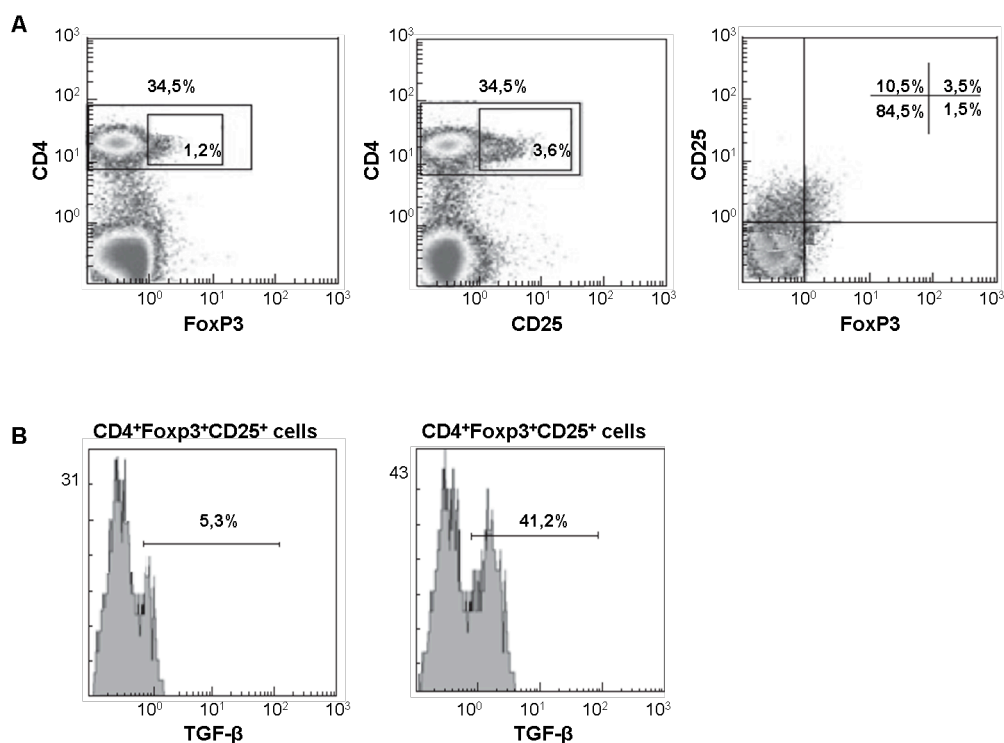 A
10³
10²
10¹
10⁰
CD4
34,5%
1,2%
10⁰ 10¹ 10² 10³
FoxP3
10³
10²
10¹
10⁰
CD4
34,5%
3,6%
10⁰ 10¹ 10² 10³
CD25
10³
10²
10¹
10⁰
CD25
10,5% 3,5%
84,5% 1,5%
10⁰ 10¹ 10² 10³
FoxP3
B
CD4⁺Foxp3⁺CD25⁺ cells
31
5,3%
10⁰ 10¹ 10² 10³
TGF-β
CD4⁺Foxp3⁺CD25⁺ cells
43
41,2%
10⁰ 10¹ 10² 10³
TGF-β